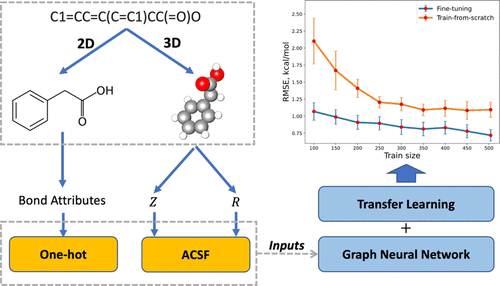 C1=CC=C(C=C1)CC(=O)O
2D
3D
OH
O
Bond Attributes
Z
R
One-hot
ACSF
Inputs
Fine-tuning
Train-from-scratch
RMSE, kcal/mol
2.25
2.00
1.75
1.50
1.25
1.00
0.75
100
150
200
250
300
350
400
450
500
Train size
Transfer Learning
+
Graph Neural Network